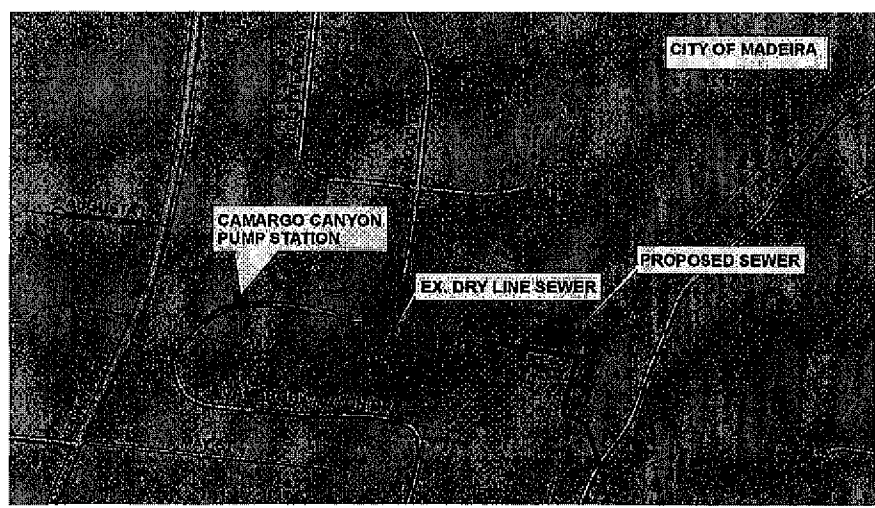 CITY OF MADEIRA
CAMARGO CANYON
PUMP STATION
PROPOSED SEWER
EX. DRY LINE SEWER